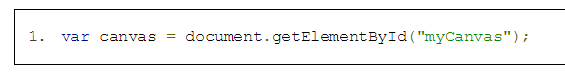 1. var canvas = document.getElementById("myCanvas");